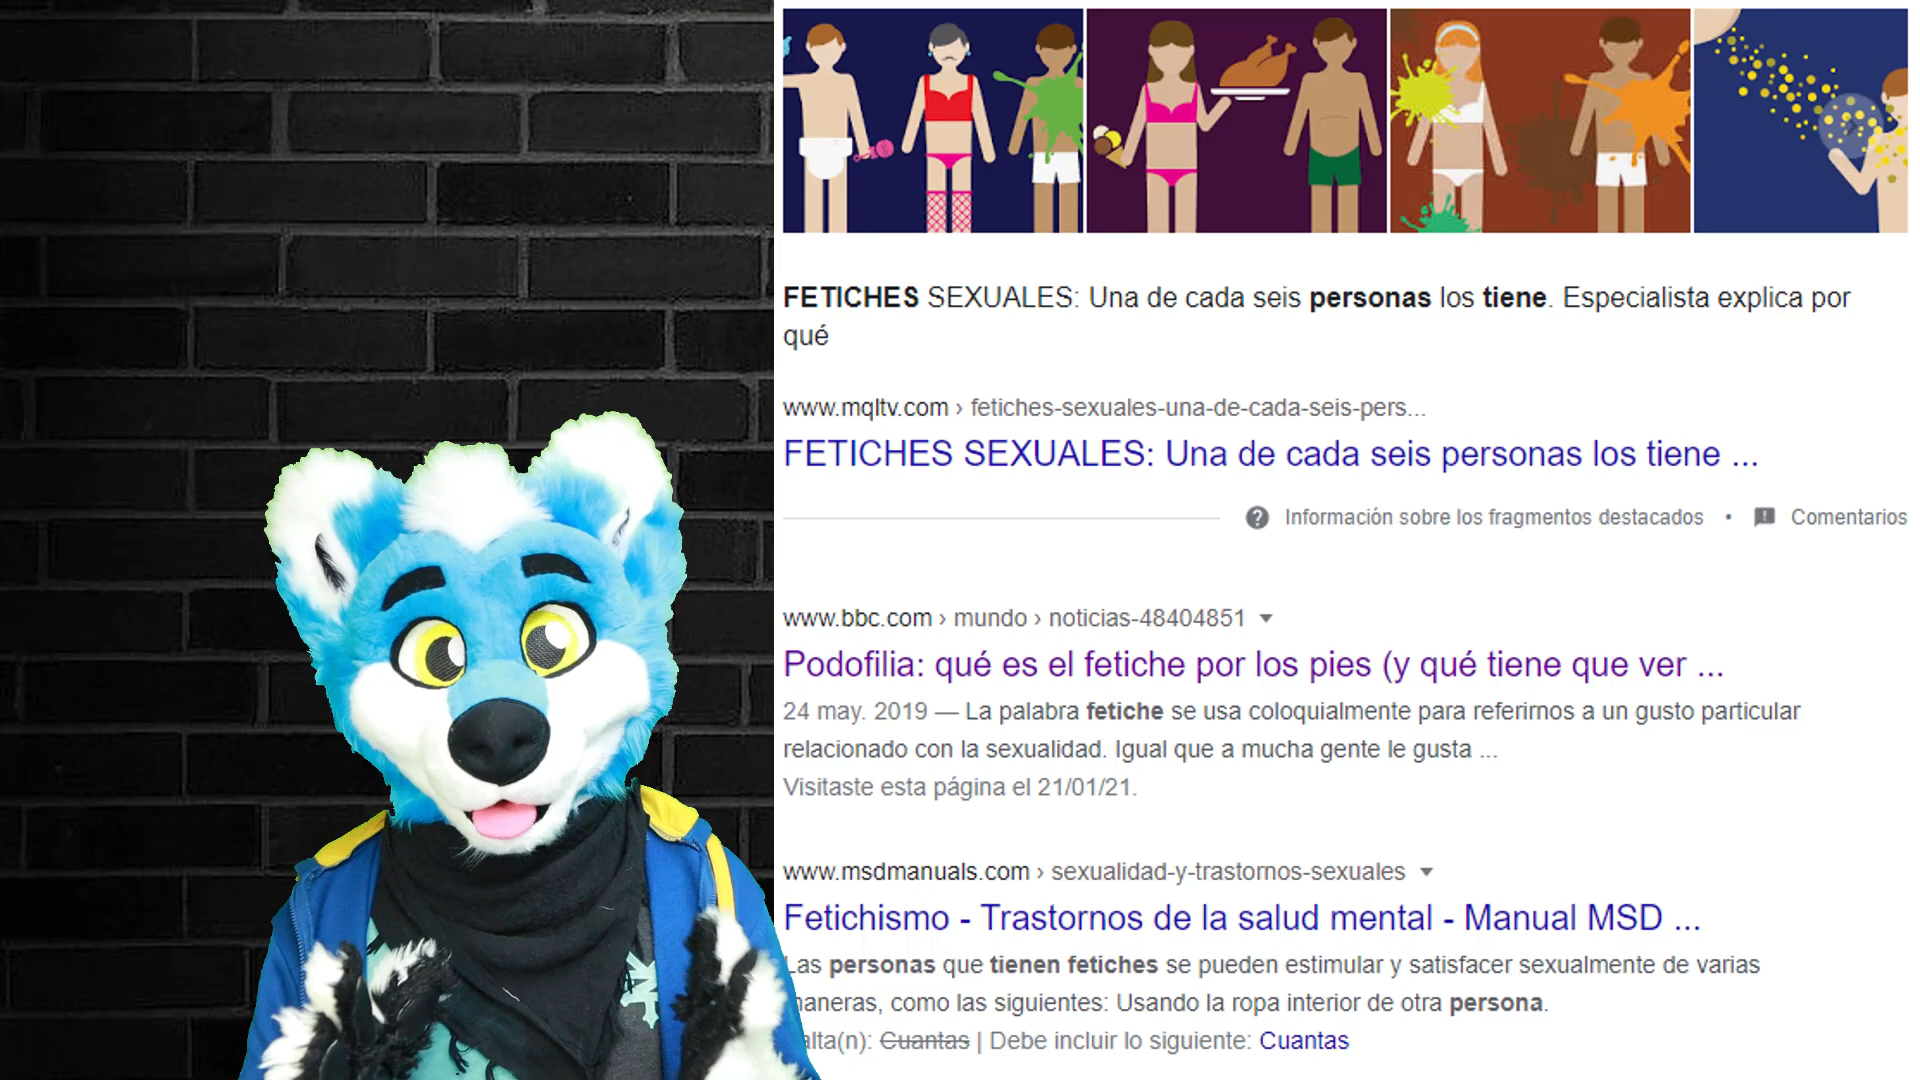 FETICHES SEXUALES: Una de cada seis personas los tiene. Especialista explica por
qué
www.mqltv.com › fetiches-sexuales-una-de-cada-seis-pers...
FETICHES SEXUALES: Una de cada seis personas los tiene ...
Información sobre los fragmentos destacados • Comentarios
www.bbc.com › mundo › noticias-48404851
Podofilia: qué es el fetiche por los pies (y qué tiene que ver ...
24 may. 2019 — La palabra fetiche se usa coloquialmente para referirnos a un gusto particular
relacionado con la sexualidad. Igual que a mucha gente le gusta ...
Visitaste esta página el 21/01/21.
www.msdmanuals.com › sexualidad-y-trastornos-sexuales
Fetichismo - Trastornos de la salud mental - Manual MSD ...
Las personas que tienen fetiches se pueden estimular y satisfacer sexualmente de varias
maneras, como las siguientes: Usando la ropa interior de otra persona.
alta(n): Cuantas | Debe incluir lo siguiente: Cuantas